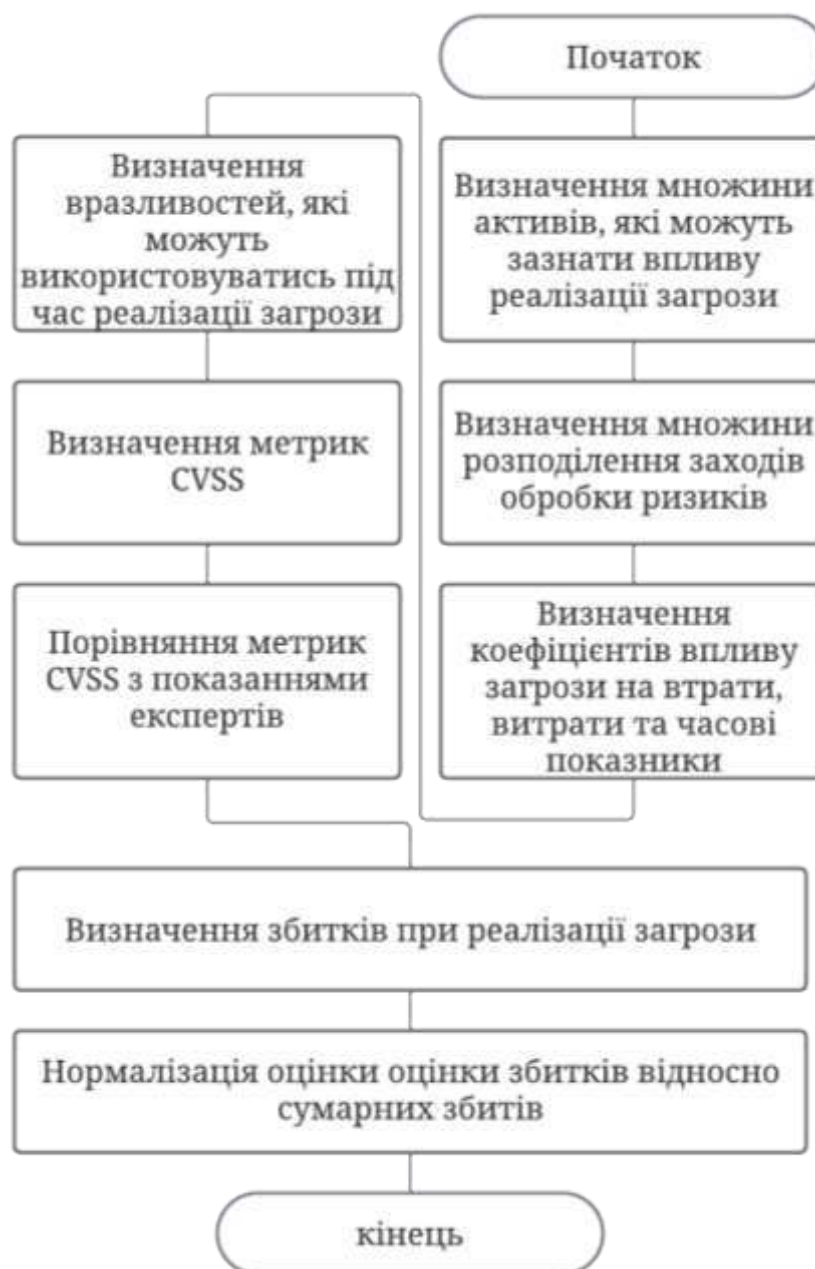 Початок
Визначення множини
активів, які можуть
зазнати впливу
реалізації загрози
Визначення множини
розподілення заходів
обробки ризиків
Визначення
коефіцієнтів впливу
загрози на втрати,
витрати та часові
показники
Визначення
вразливостей, які
можуть
використовуватись під
час реалізації загрози
Визначення метрик
CVSS
Порівняння метрик
CVSS з показаннями
експертів
Визначення збитків при реалізації загрози
Нормалізація оцінки оцінки збитків відносно
сумарних збитів
кінець